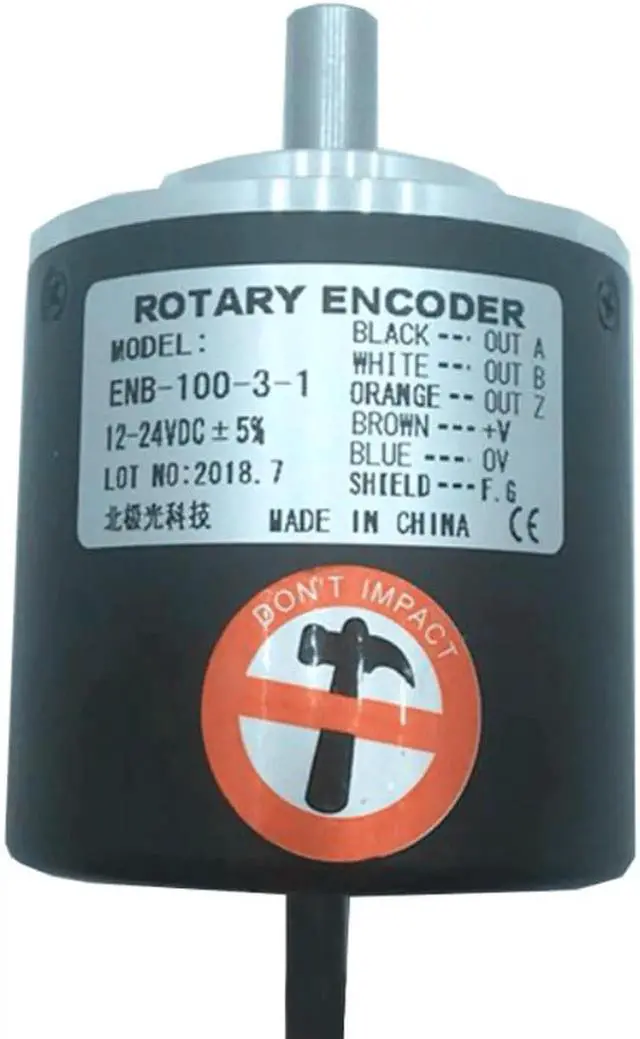 ROTARY ENCODER
MODEL:
ENB-100-3-1
12-24VDC ± 5%
LOT NO:2018.7
北极光科技
BLACK --- OUT A
WHITE --- OUT B
ORANGE -- OUT Z
BROWN --- +V
BLUE --- 0V
SHIELD --- F.G
MADE IN CHINA CE
DON'T IMPACT